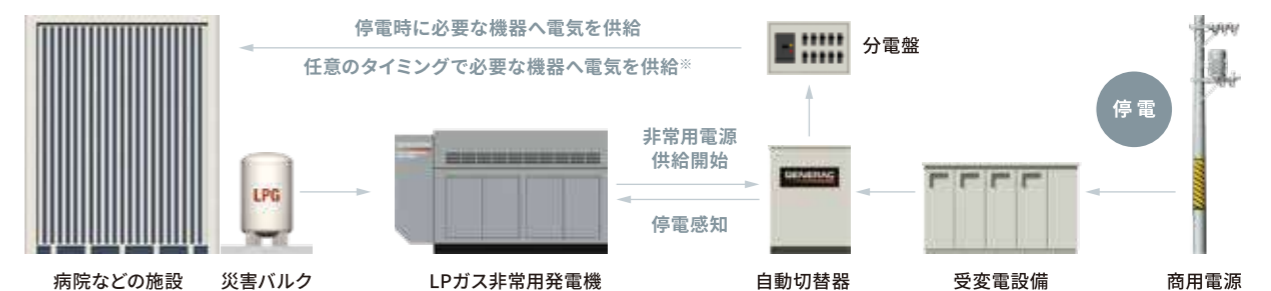 停電時に必要な機器へ電気を供給
任意のタイミングで必要な機器へ電気を供給※
分電盤
停電
非常用電源
供給開始
停電感知
LPG
GENERAC
病院などの施設
災害バルク
LPガス非常用発電機
自動切替器
受変電設備
商用電源